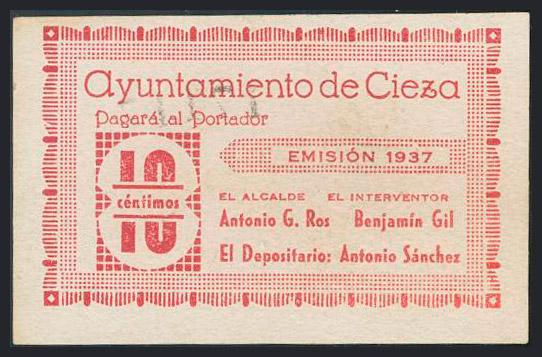 Ayuntamiento de Cieza
Pagará al Portador
10
céntimos
10
EMISIÓN 1937
EL ALCALDE EL INTERVENTOR
Antonio G. Ros Benjamín Gil
El Depositario: Antonio Sánchez